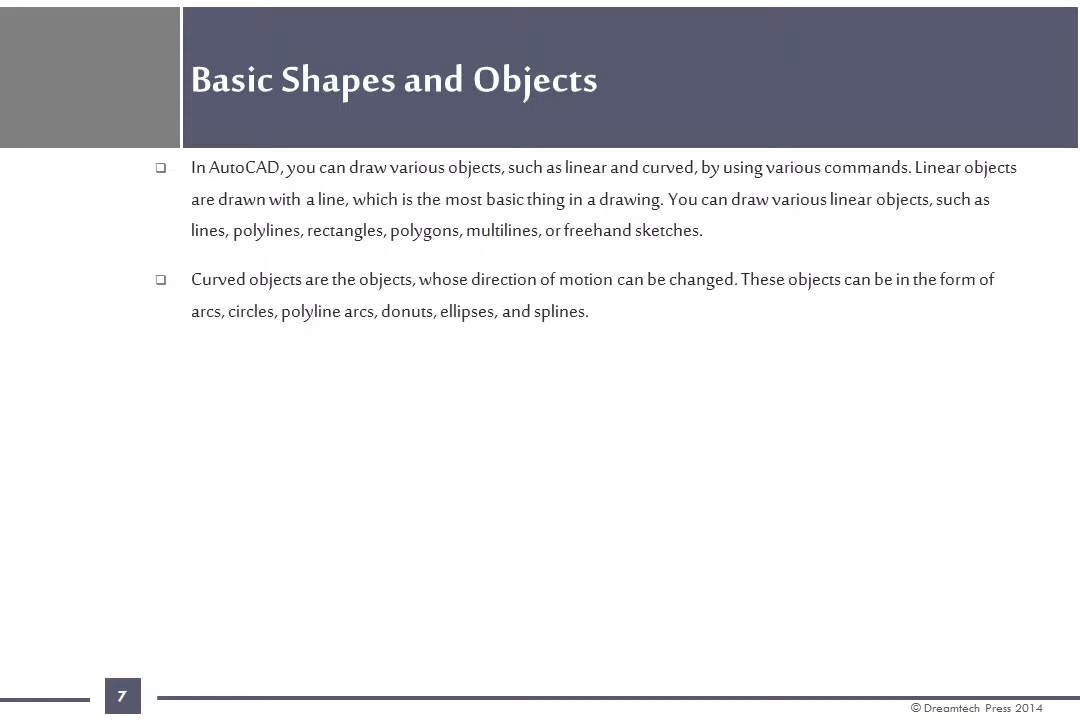 Basic Shapes and Objects
❑ In AutoCAD, you can draw various objects, such as linear and curved, by using various commands. Linear objects
are drawn with a line, which is the most basic thing in a drawing. You can draw various linear objects, such as
lines, polylines, rectangles, polygons, multilines, or freehand sketches.
❑ Curved objects are the objects, whose direction of motion can be changed. These objects can be in the form of
arcs, circles, polyline arcs, donuts, ellipses, and splines.
7
© Dreamtech Press 2014